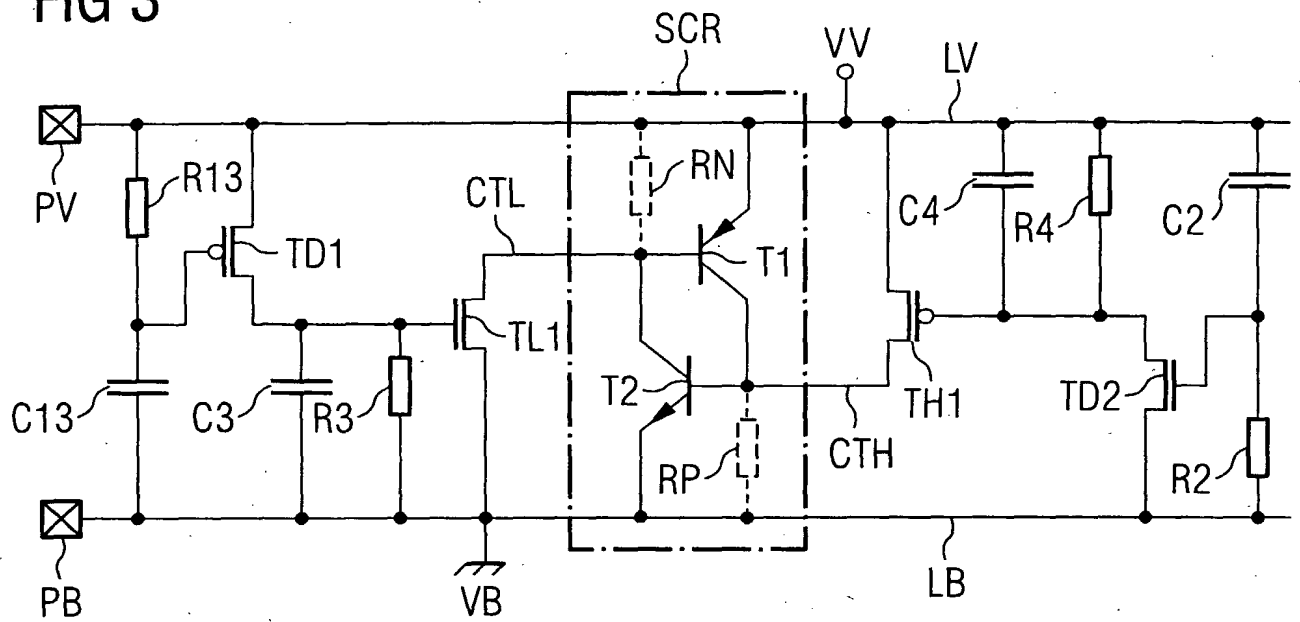 FIG 3
SCR
VV
LV
PV
R13
TD1
CTL
RN
T1
C4
R4
C2
TL1
C13
C3
R3
T2
RP
CTH
TH1
TD2
R2
PB
VB
LB